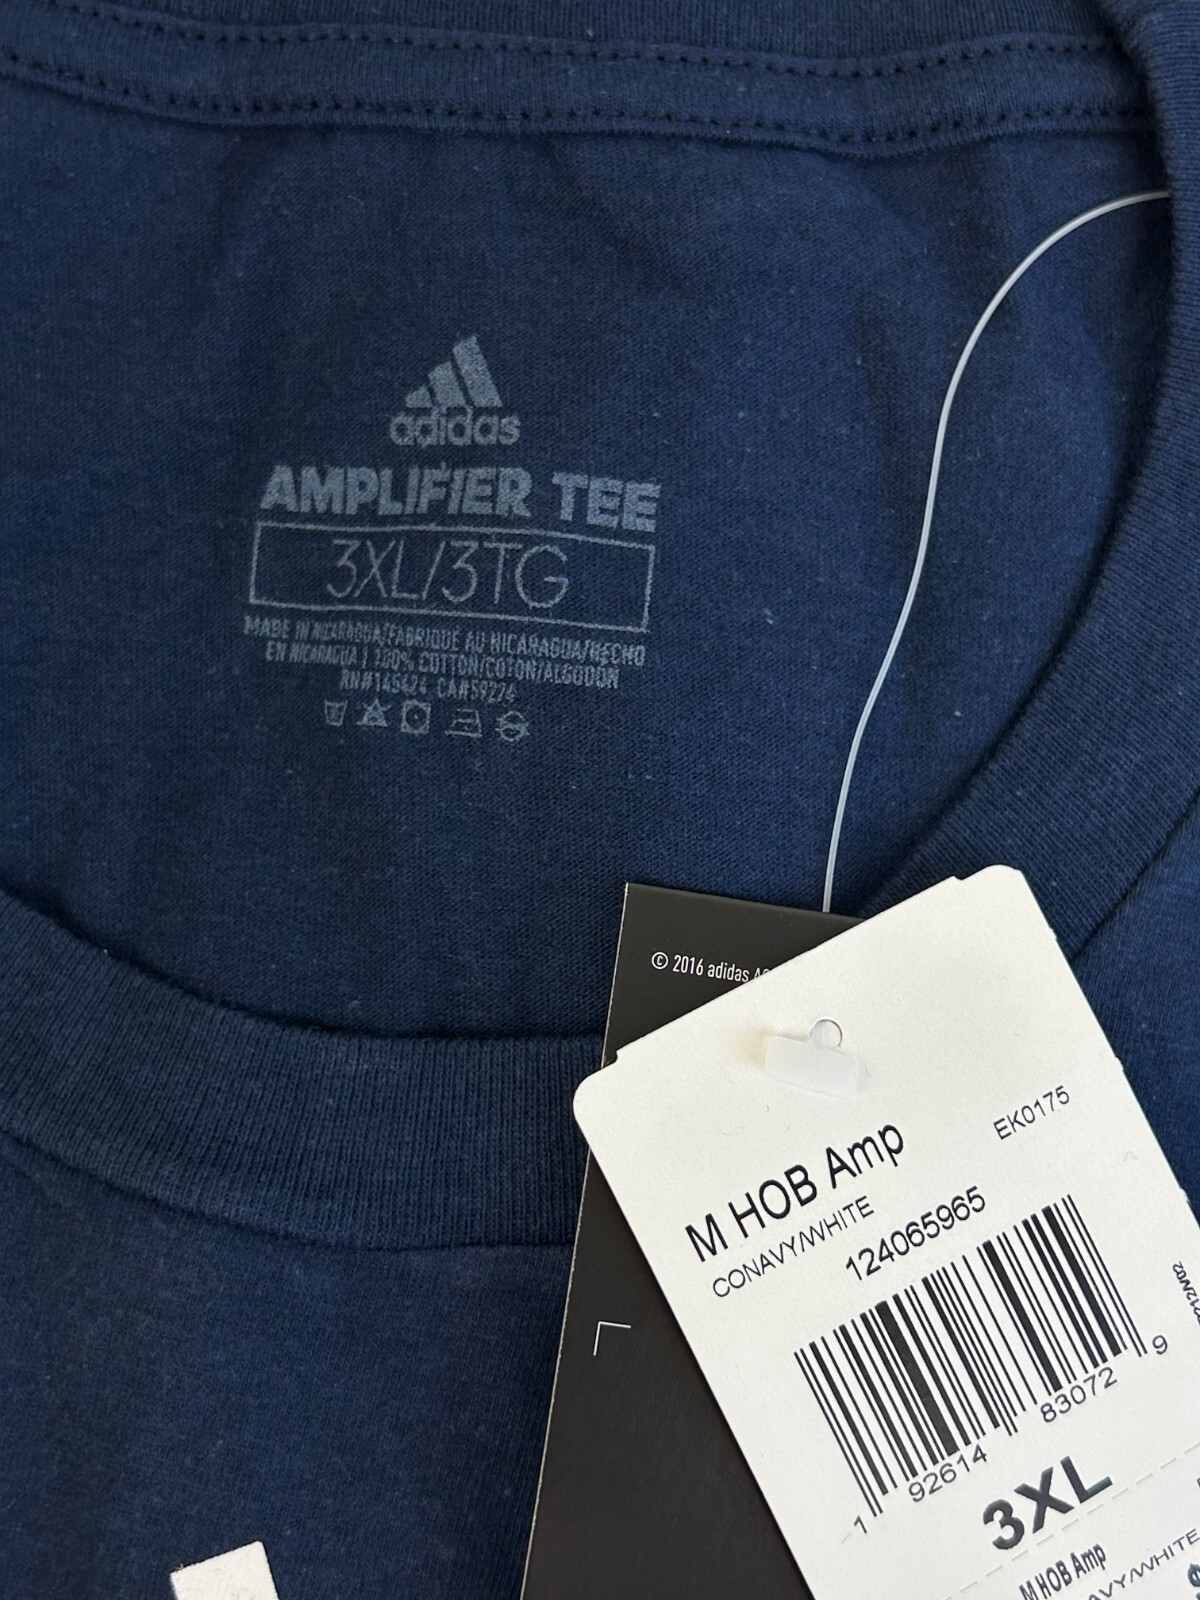 adidas
AMPLIFIER TEE
3XL/3TG
MADE IN NICARAGUA/FABRIQUE AU NICARAGUA/HECHO
EN NICARAGUA | 100% COTTON/COTON/ALGODON
RN#145424 CA#59274
© 2016 adidas
EK0175
M HOB Amp
CONAVY/WHITE
124065965
1 92614 83072 9
3XL
M HOB Amp